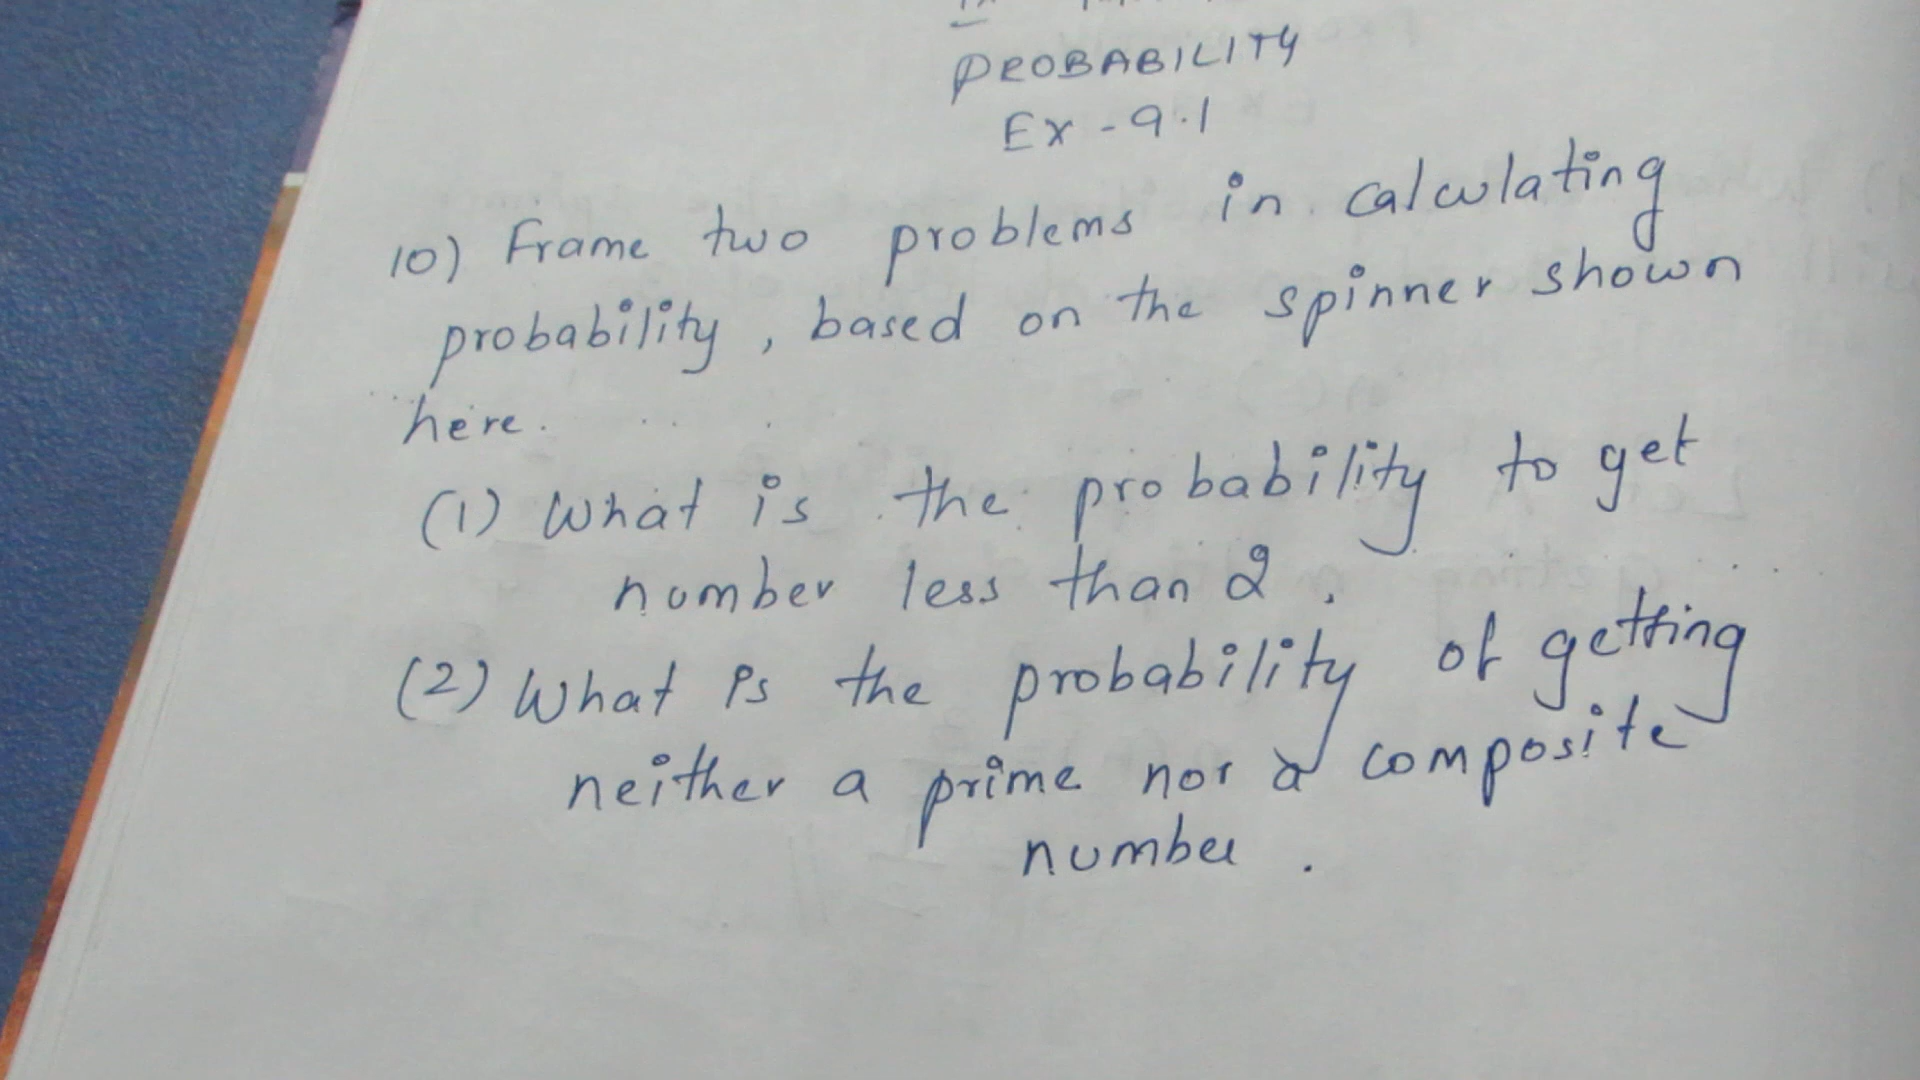 PROBABILITY
Ex - 9.1
10) Frame two problems in calculating
probability, based on the spinner shown
here.
(1) What is the probability to get
number less than 2.
(2) What is the probability of getting
neither a prime nor a composite
number.